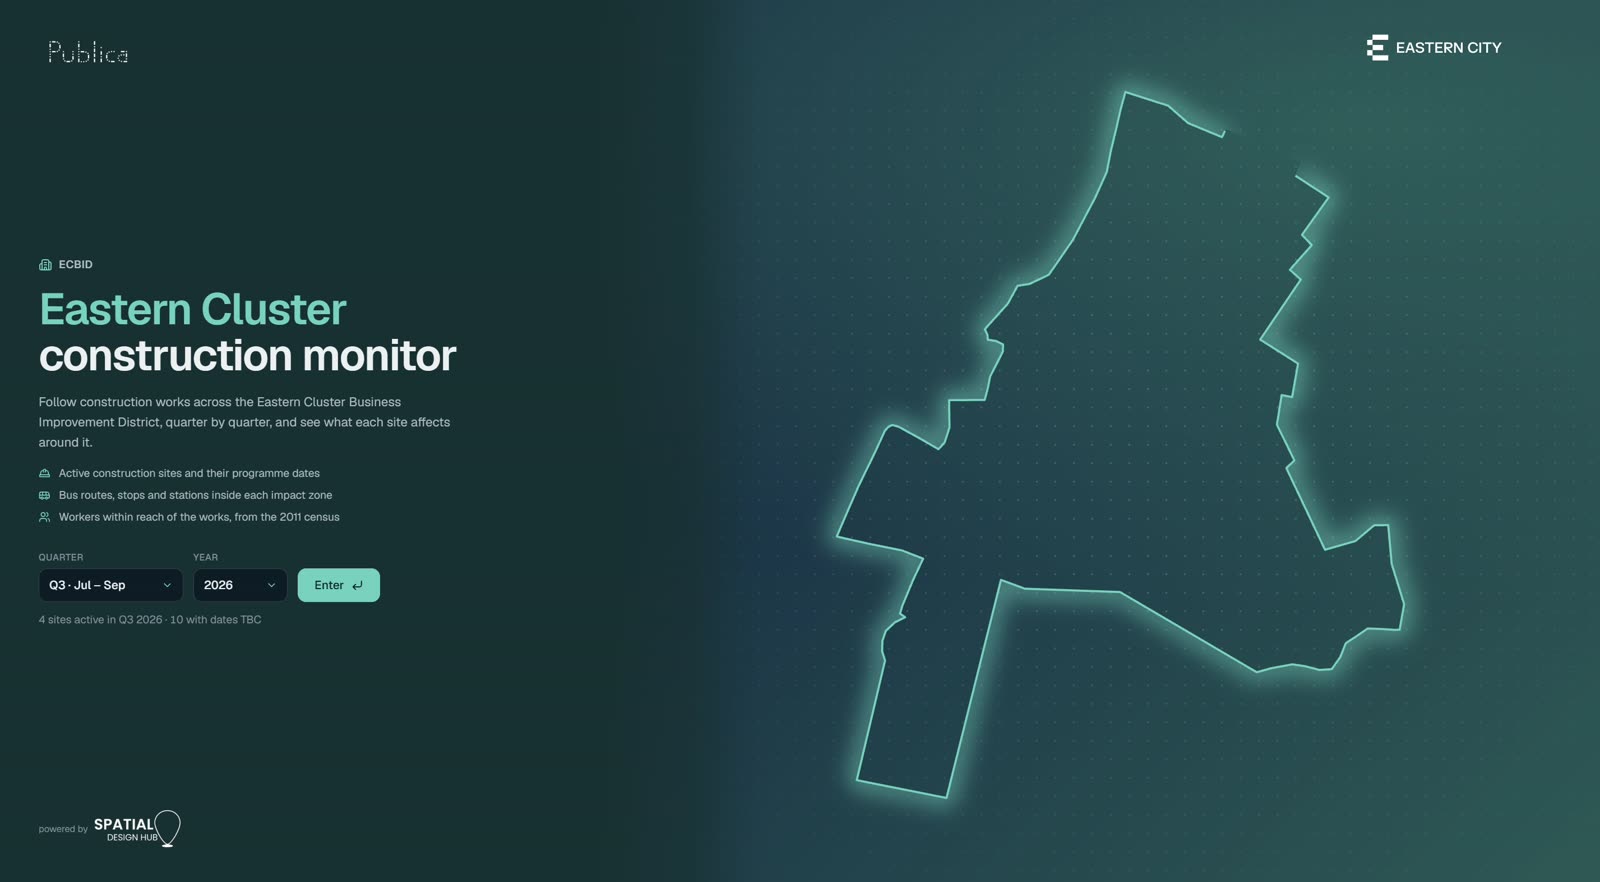 Publica
EASTERN CITY
ECBID
Eastern Cluster
construction monitor
Follow construction works across the Eastern Cluster Business
Improvement District, quarter by quarter, and see what each site affects
around it.
Active construction sites and their programme dates
Bus routes, stops and stations inside each impact zone
Workers within reach of the works, from the 2011 census
QUARTER
YEAR
Q3 · Jul – Sep
2026
Enter
4 sites active in Q3 2026 · 10 with dates TBC
powered by
SPATIAL
DESIGN HUB